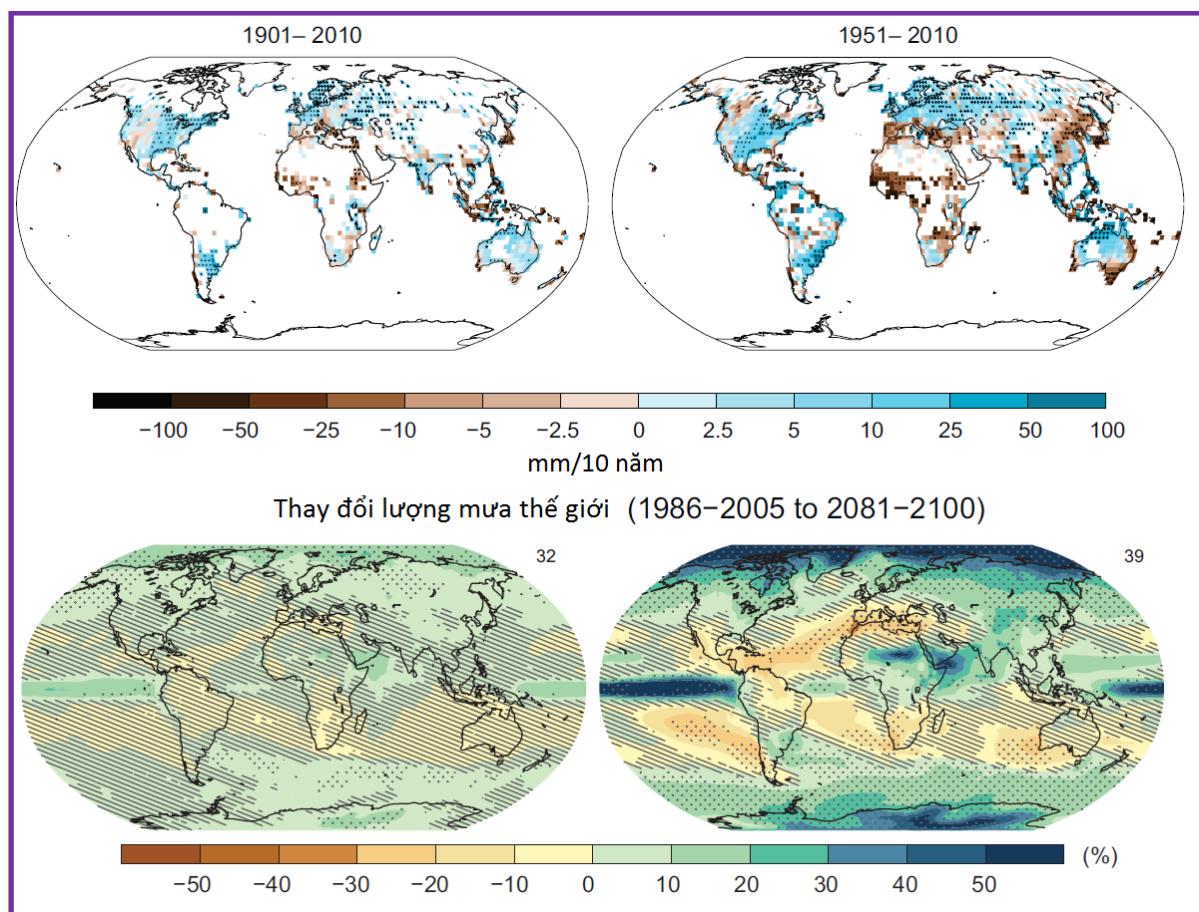 1901– 2010
1951– 2010
−100 −50 −25 −10 −5 −2.5 0 2.5 5 10 25 50 100
mm/10 năm
Thay đổi lượng mưa thế giới (1986−2005 to 2081−2100)
32
39
−50 −40 −30 −20 −10 0 10 20 30 40 50 (%)